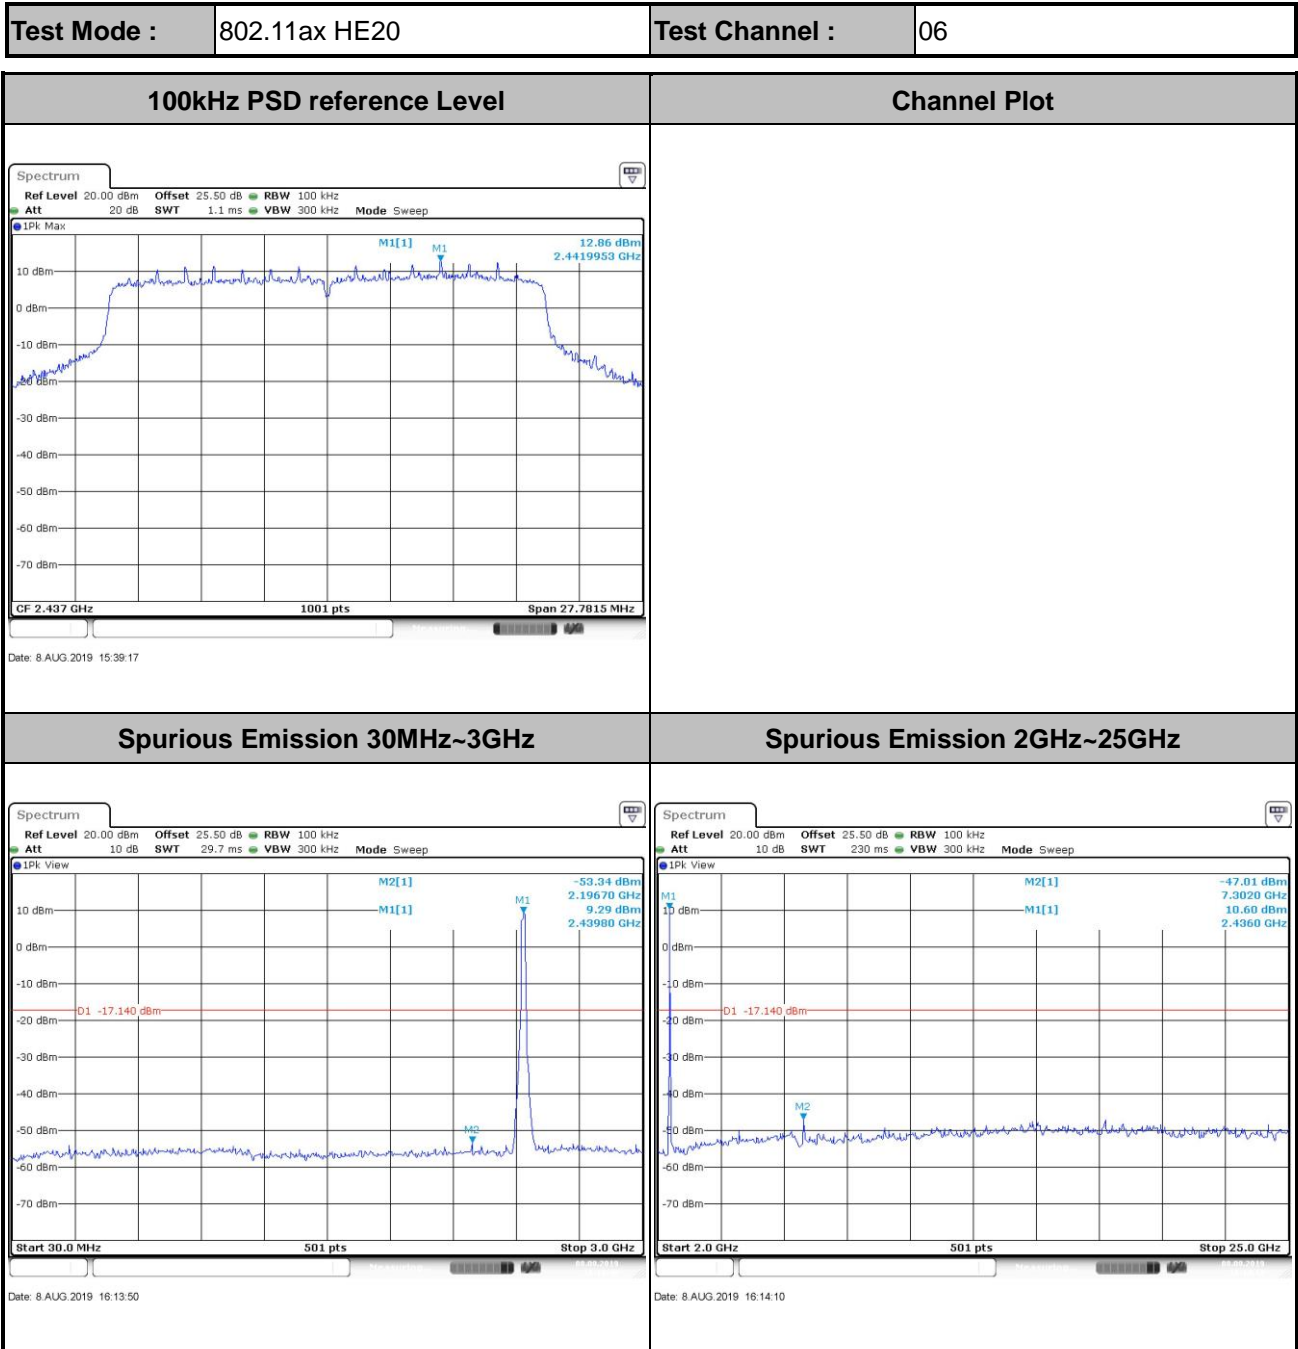 Test Mode : 802.11ax HE20 Test Channel : 06
100kHz PSD reference Level Channel Plot
Spectrum
Ref Level 20.00 dBm Offset 25.50 dB RBW 100 kHz
Att 20 dB SWT 1.1 ms VBW 300 kHz Mode Sweep
1Pk Max
M1[1] 12.86 dBm
2.4419953 GHz
M1
10 dBm
0 dBm
-10 dBm
-20 dBm
-30 dBm
-40 dBm
-50 dBm
-60 dBm
-70 dBm
CF 2.437 GHz 1001 pts Span 27.7815 MHz
Date: 8.AUG.2019 15:39:17
Spurious Emission 30MHz~3GHz Spurious Emission 2GHz~25GHz
Spectrum
Ref Level 20.00 dBm Offset 25.50 dB RBW 100 kHz
Att 10 dB SWT 29.7 ms VBW 300 kHz Mode Sweep
1Pk View
M2[1] -53.34 dBm
2.19670 GHz
M1
10 dBm M1[1] 9.29 dBm
2.43980 GHz
0 dBm
-10 dBm
D1 -17.140 dBm
-20 dBm
-30 dBm
-40 dBm
-50 dBm M2
-60 dBm
-70 dBm
Start 30.0 MHz 501 pts Stop 3.0 GHz
Date: 8.AUG.2019 16:13:50
Spectrum
Ref Level 20.00 dBm Offset 25.50 dB RBW 100 kHz
Att 10 dB SWT 230 ms VBW 300 kHz Mode Sweep
1Pk View
M2[1] -47.01 dBm
7.3020 GHz
M1
10 dBm M1[1] 10.60 dBm
2.4360 GHz
0 dBm
-10 dBm
D1 -17.140 dBm
-20 dBm
-30 dBm
-40 dBm
M2
-50 dBm
-60 dBm
-70 dBm
Start 2.0 GHz 501 pts Stop 25.0 GHz
Date: 8.AUG.2019 16:14:10